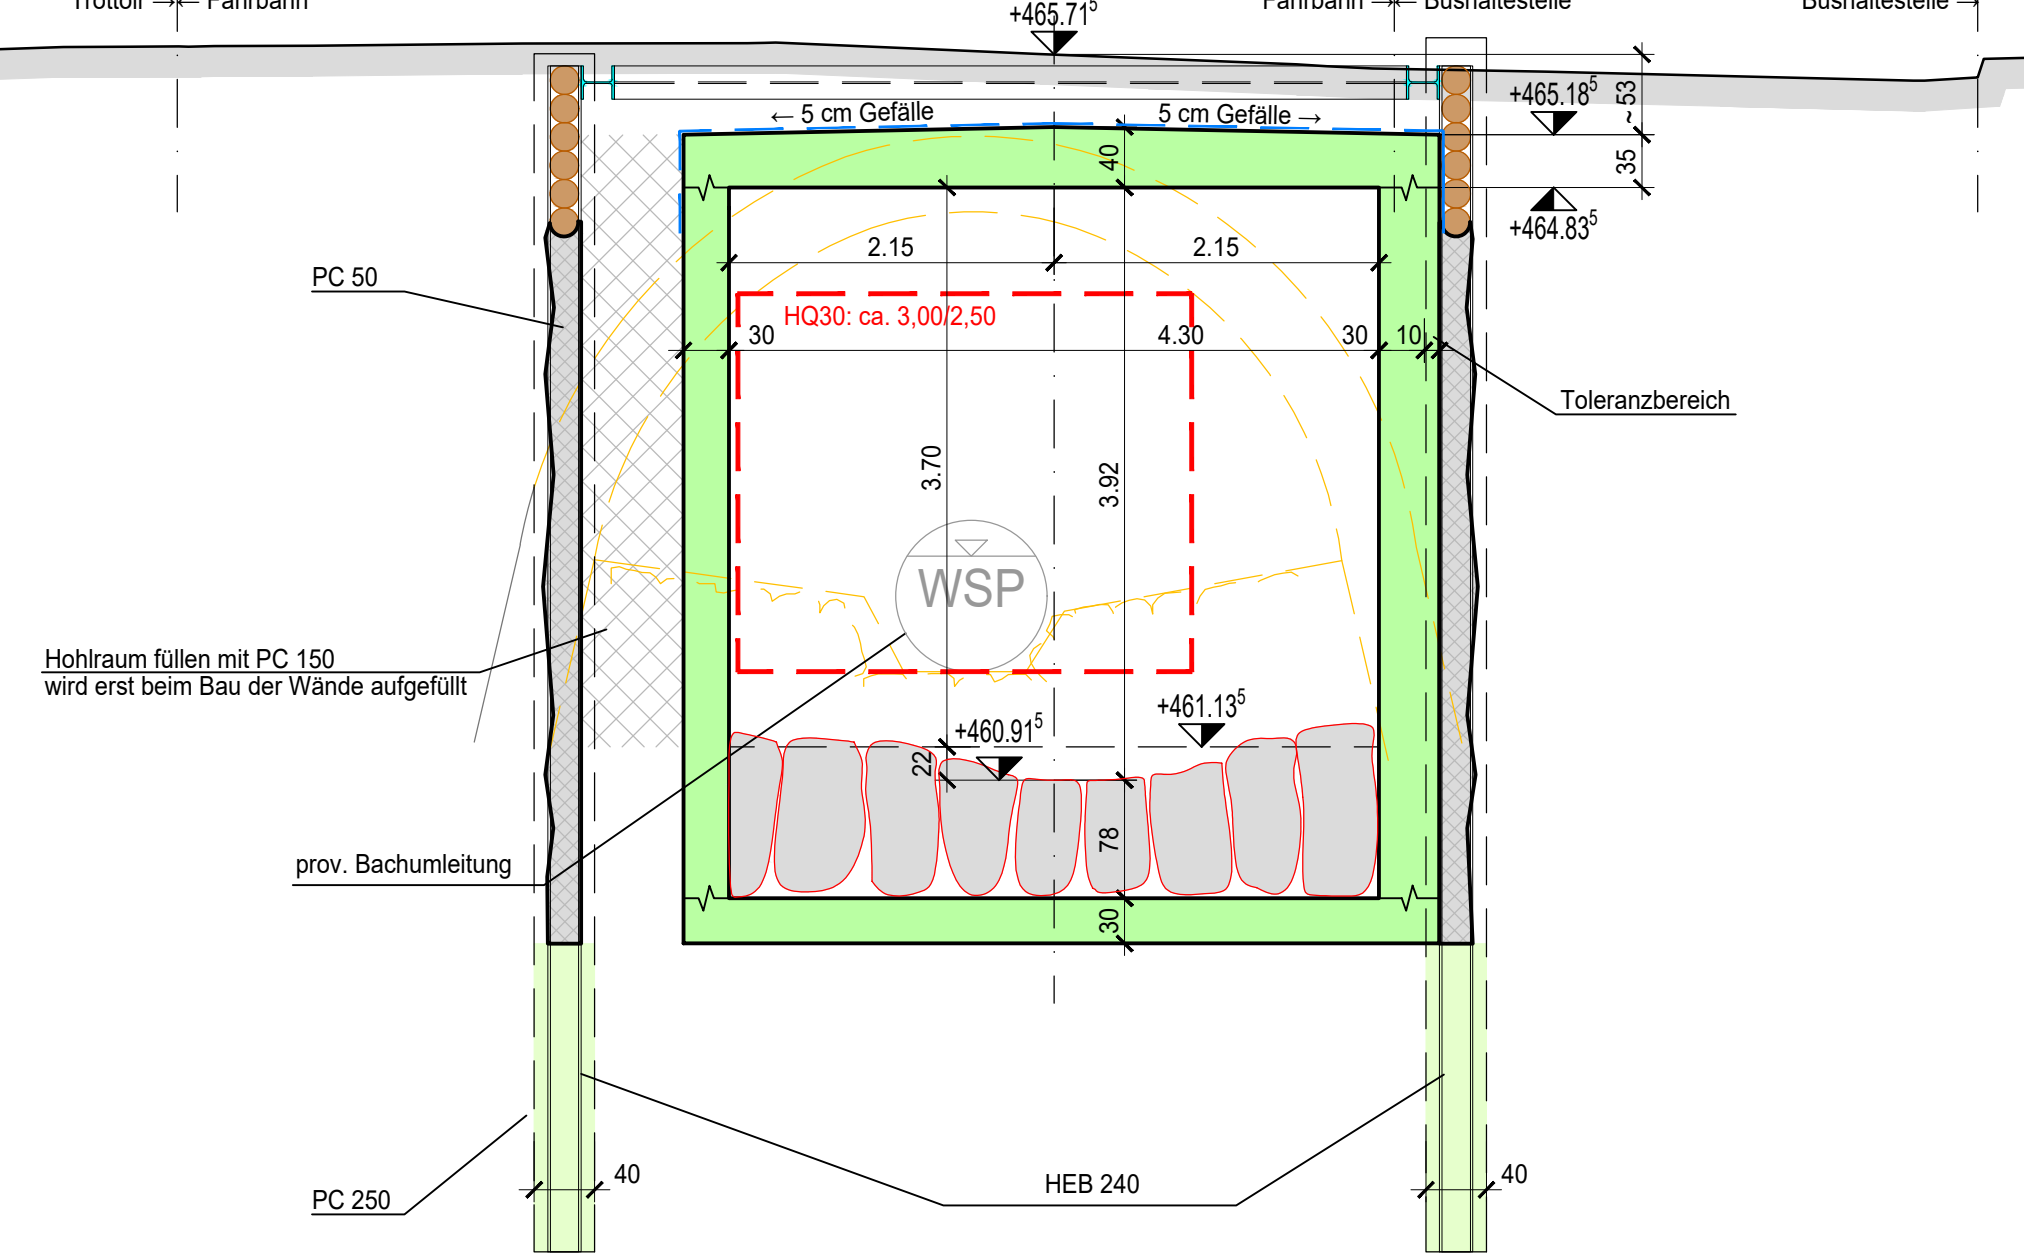 Trottoir → ← Fahrbahn
Fahrbahn → ← Bushaltestelle
Bushaltestelle →
+465.71⁵
← 5 cm Gefälle
5 cm Gefälle →
+465.18⁵
~53
35
40
+464.83⁵
2.15
2.15
PC 50
HQ30: ca. 3,00/2,50
30
4.30
30
10
Toleranzbereich
3.70
3.92
WSP
Hohlraum füllen mit PC 150
wird erst beim Bau der Wände aufgefüllt
+461.13⁵
+460.91⁵
22
78
prov. Bachumleitung
30
40
HEB 240
40
PC 250